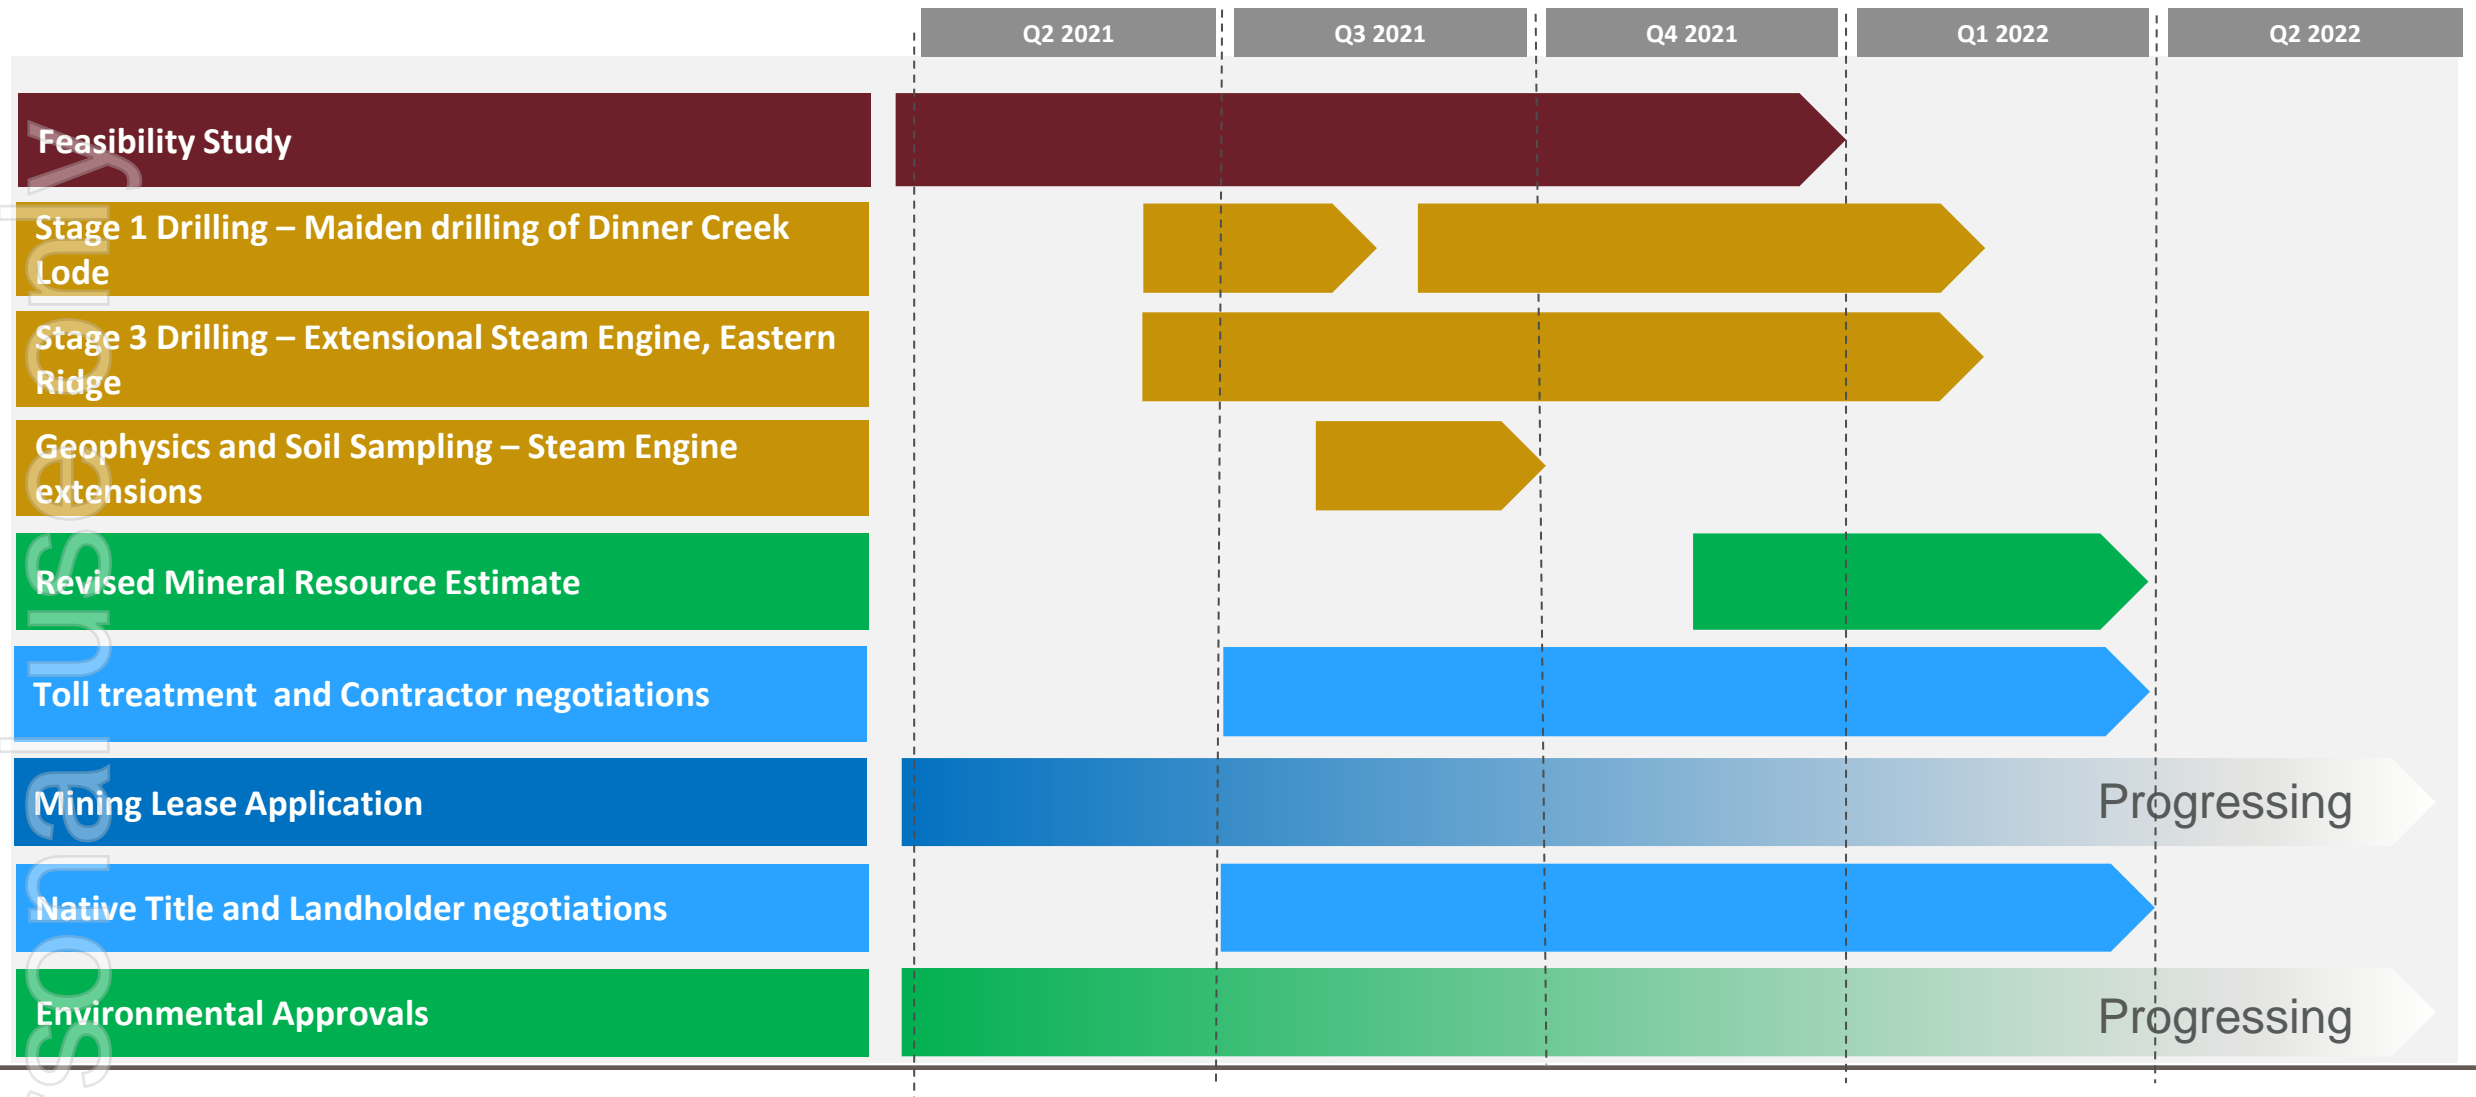 Q2 2021
Q3 2021
Q4 2021
Q1 2022
Q2 2022
Feasibility Study
Stage 1 Drilling – Maiden drilling of Dinner Creek
Lode
Stage 3 Drilling – Extensional Steam Engine, Eastern
Ridge
Geophysics and Soil Sampling – Steam Engine
extensions
Revised Mineral Resource Estimate
Toll treatment  and Contractor negotiations
Mining Lease Application
Progressing
Native Title and Landholder negotiations
Environmental Approvals
Progressing
sonal use only